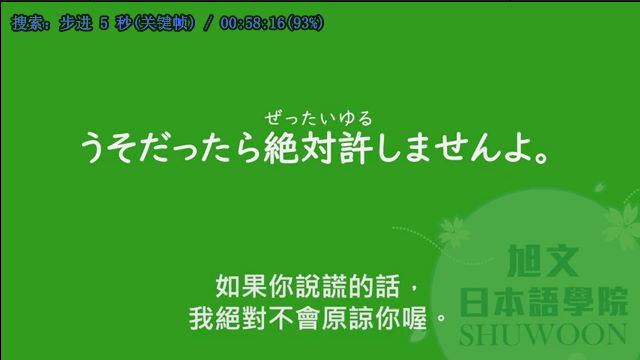 搜索: 步进 5 秒(关键帧) / 00:58:16(93%)
ぜったいゆる
うそだったら絶対許しませんよ。
如果你說謊的話，
我絕對不會原諒你喔。
旭文
日本語學院
SHUWOON